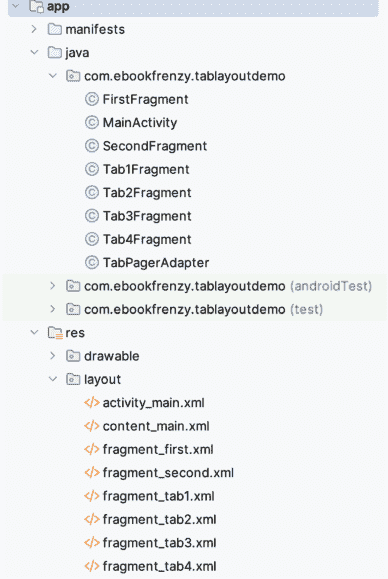 app
manifests
java
com.ebookfrenzy.tablayoutdemo
FirstFragment
MainActivity
SecondFragment
Tab1Fragment
Tab2Fragment
Tab3Fragment
Tab4Fragment
TabPagerAdapter
com.ebookfrenzy.tablayoutdemo (androidTest)
com.ebookfrenzy.tablayoutdemo (test)
res
drawable
layout
activity_main.xml
content_main.xml
fragment_first.xml
fragment_second.xml
fragment_tab1.xml
fragment_tab2.xml
fragment_tab3.xml
fragment_tab4.xml